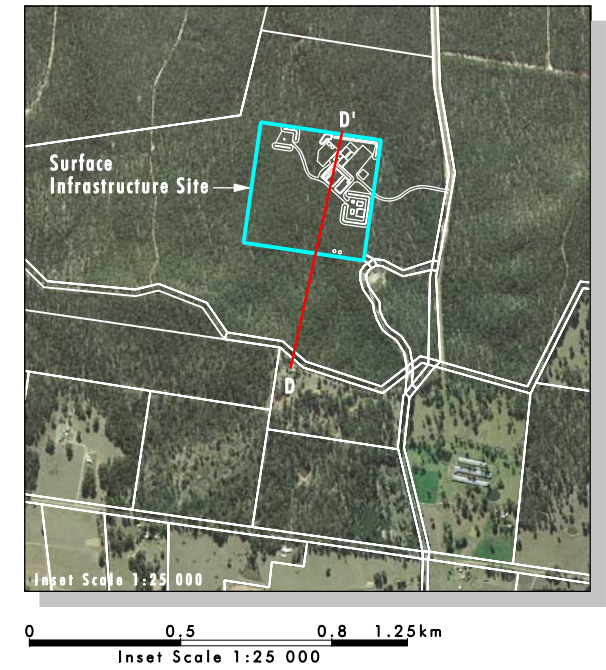 D'
Surface
Infrastructure Site
D
Inset Scale 1:25 000
0 0.5 0.8 1.25km
Inset Scale 1:25 000